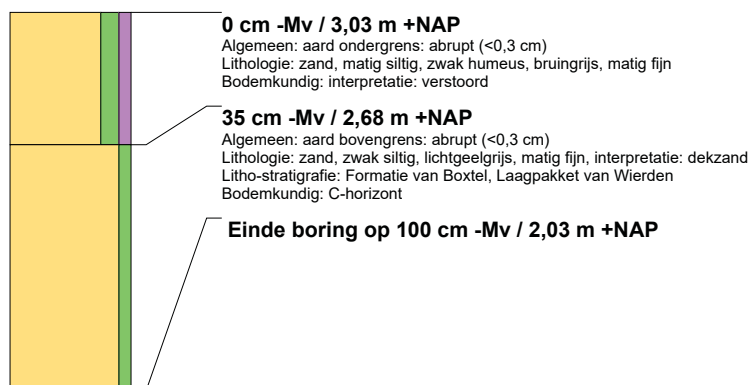 0 cm -Mv / 3,03 m +NAP
Algemeen: aard ondergrens: abrupt (<0,3 cm)
Lithologie: zand, matig siltig, zwak humeus, bruingrijs, matig fijn
Bodemkundig: interpretatie: verstoord
35 cm -Mv / 2,68 m +NAP
Algemeen: aard bovengrens: abrupt (<0,3 cm)
Lithologie: zand, zwak siltig, lichtgeelgrijs, matig fijn, interpretatie: dekzand
Litho-stratigrafie: Formatie van Boxtel, Laagpakket van Wierden
Bodemkundig: C-horizont
Einde boring op 100 cm -Mv / 2,03 m +NAP